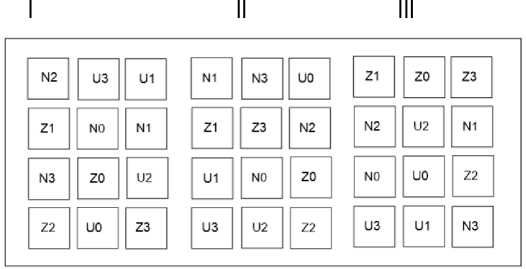 I II III
N2 U3 U1 N1 N3 U0 Z1 Z0 Z3
Z1 N0 N1 Z1 Z3 N2 N2 U2 N1
N3 Z0 U2 U1 N0 Z0 N0 U0 Z2
Z2 U0 Z3 U3 U2 Z2 U3 U1 N3